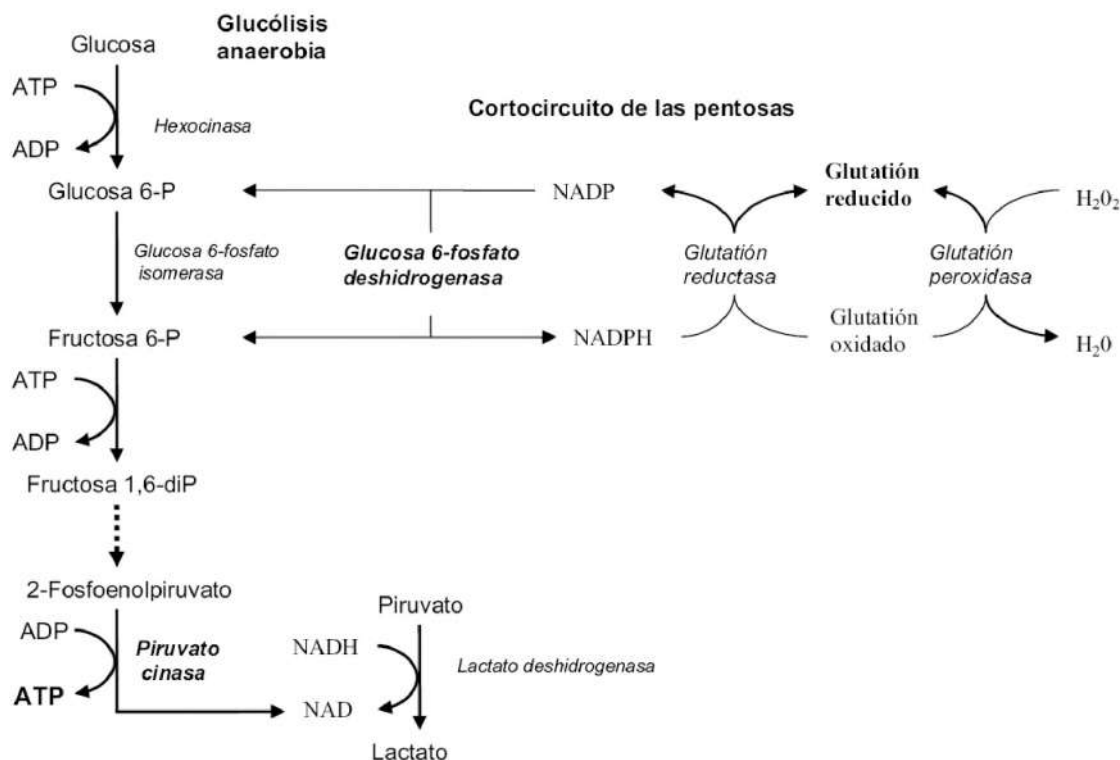 Glucólisis
anaerobia
Glucosa
ATP
Hexocinasa
ADP
Cortocircuito de las pentosas
Glucosa 6-P
NADP
Glutatión
reducido
H₂0₂
Glucosa 6-fosfato
isomerasa
Glucosa 6-fosfato
deshidrogenasa
Glutatión
reductasa
Glutatión
peroxidasa
Fructosa 6-P
NADPH
Glutatión
oxidado
H₂0
ATP
ADP
Fructosa 1,6-diP
2-Fosfoenolpiruvato
Piruvato
ADP
Piruvato
cinasa
NADH
Lactato deshidrogenasa
ATP
NAD
Lactato